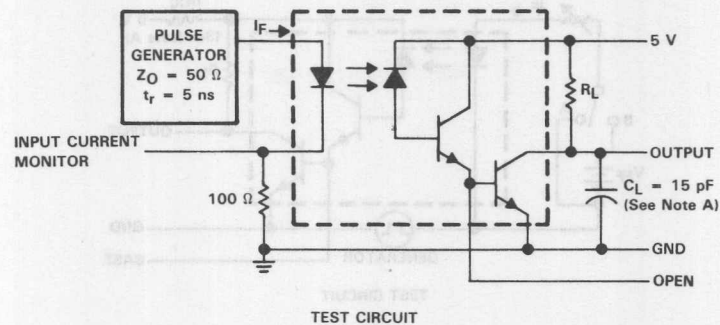 PULSE
GENERATOR
Z_O = 50 Ω
t_r = 5 ns
I_F
5 V
R_L
INPUT CURRENT
MONITOR
OUTPUT
100 Ω
C_L = 15 pF
(See Note A)
GND
OPEN
TEST CIRCUIT